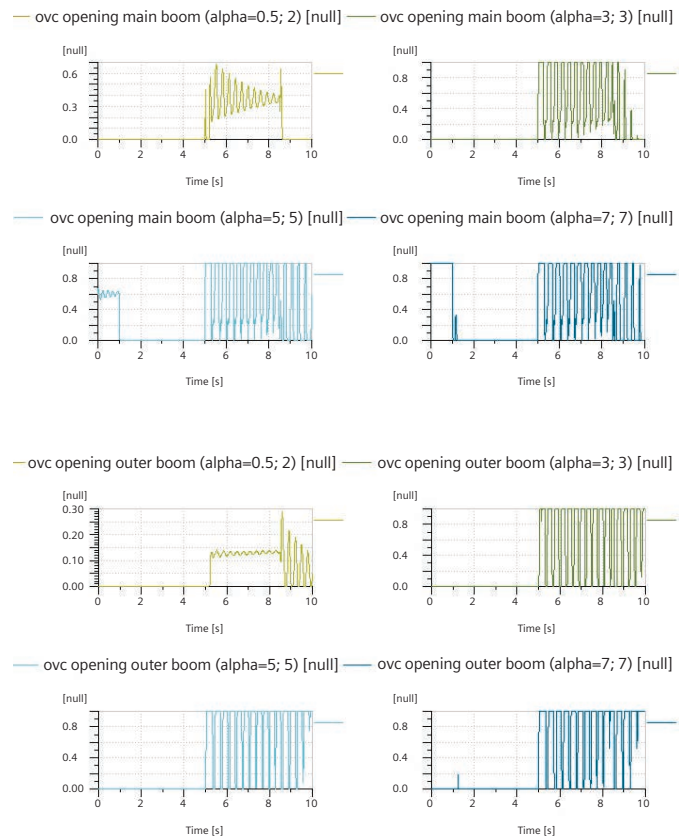 ovc opening main boom (alpha=0.5; 2) [null]
ovc opening main boom (alpha=3; 3) [null]
[null]
0.6
0.3
0.0
0 2 4 6 8 10
Time [s]
[null]
0.8
0.4
0.0
0 2 4 6 8 10
Time [s]
ovc opening main boom (alpha=5; 5) [null]
ovc opening main boom (alpha=7; 7) [null]
[null]
0.8
0.4
0.0
0 2 4 6 8 10
Time [s]
[null]
0.8
0.4
0.0
0 2 4 6 8 10
Time [s]
ovc opening outer boom (alpha=0.5; 2) [null]
ovc opening outer boom (alpha=3; 3) [null]
[null]
0.30
0.20
0.10
0.00
0 2 4 6 8 10
Time [s]
[null]
0.8
0.4
0.0
0 2 4 6 8 10
Time [s]
ovc opening outer boom (alpha=5; 5) [null]
ovc opening outer boom (alpha=7; 7) [null]
[null]
0.8
0.4
0.00
0 2 4 6 8 10
Time [s]
[null]
0.8
0.4
0.0
0 2 4 6 8 10
Time [s]